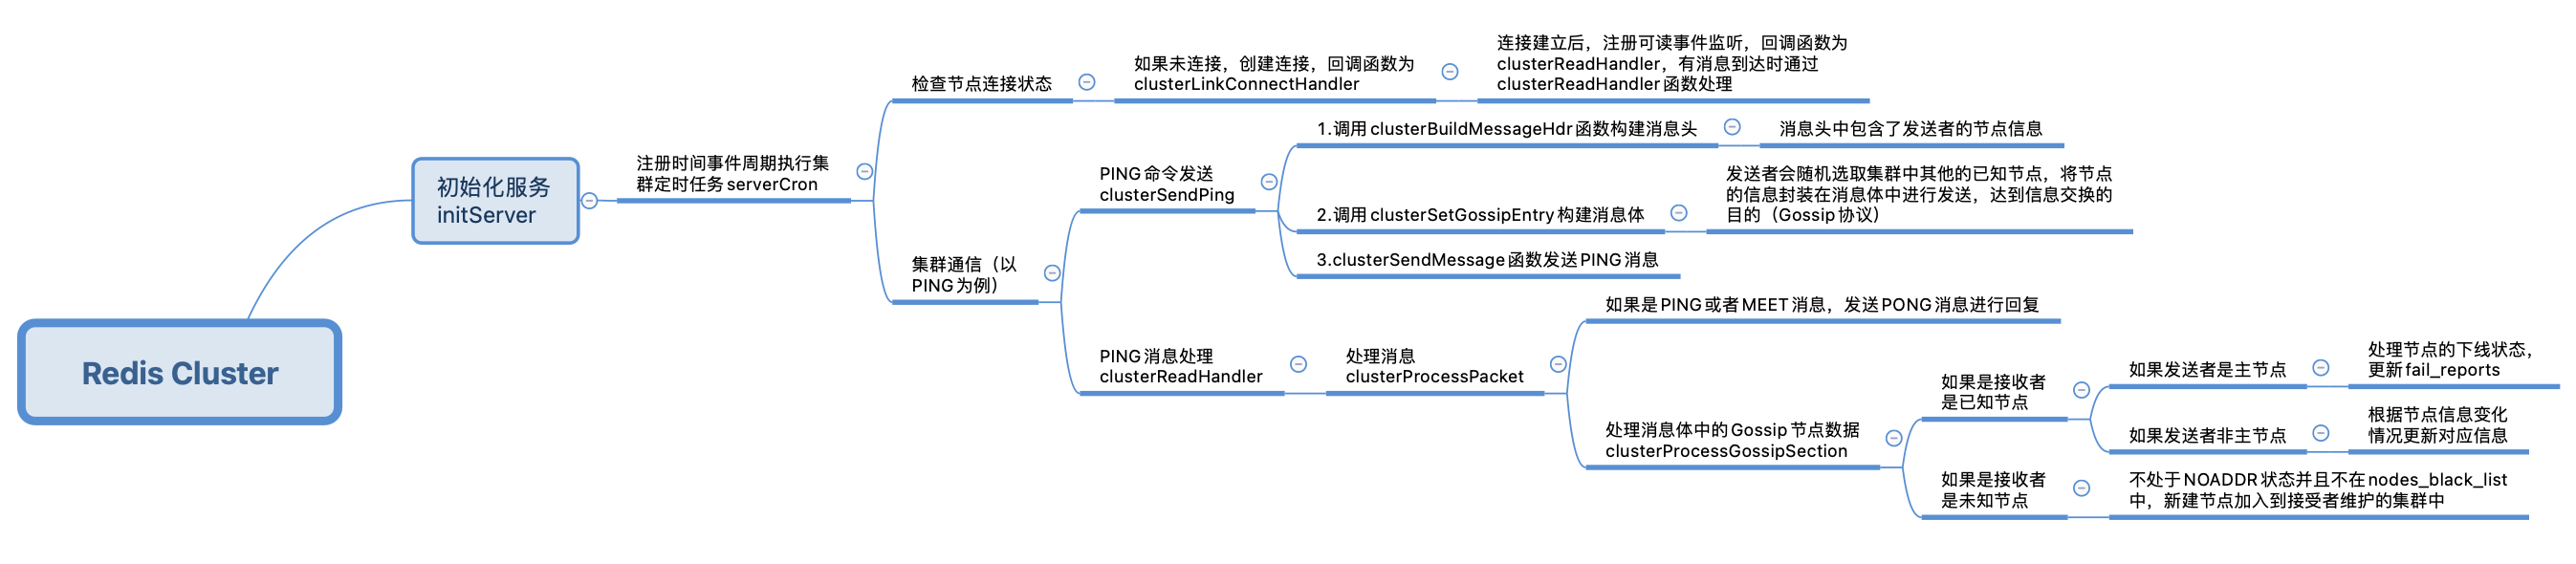 Redis Cluster
初始化服务
initServer
注册时间事件周期执行集
群定时任务 serverCron
检查节点连接状态
如果未连接，创建连接，回调函数为
clusterLinkConnectHandler
连接建立后，注册可读事件监听，回调函数为
clusterReadHandler，有消息到达时通过
clusterReadHandler 函数处理
集群通信（以
PING 为例）
PING 命令发送
clusterSendPing
1.调用 clusterBuildMessageHdr 函数构建消息头
消息头中包含了发送者的节点信息
2.调用 clusterSetGossipEntry 构建消息体
发送者会随机选取集群中其他的已知节点，将节点
的信息封装在消息体中进行发送，达到信息交换的
目的（Gossip 协议）
3.clusterSendMessage 函数发送 PING 消息
PING 消息处理
clusterReadHandler
处理消息
clusterProcessPacket
如果是 PING 或者 MEET 消息，发送 PONG 消息进行回复
处理消息体中的 Gossip 节点数据
clusterProcessGossipSection
如果是接收者
是已知节点
如果发送者是主节点
处理节点的下线状态，
更新 fail_reports
如果发送者非主节点
根据节点信息变化
情况更新对应信息
如果是接收者
是未知节点
不处于 NOADDR 状态并且不在 nodes_black_list
中，新建节点加入到接受者维护的集群中